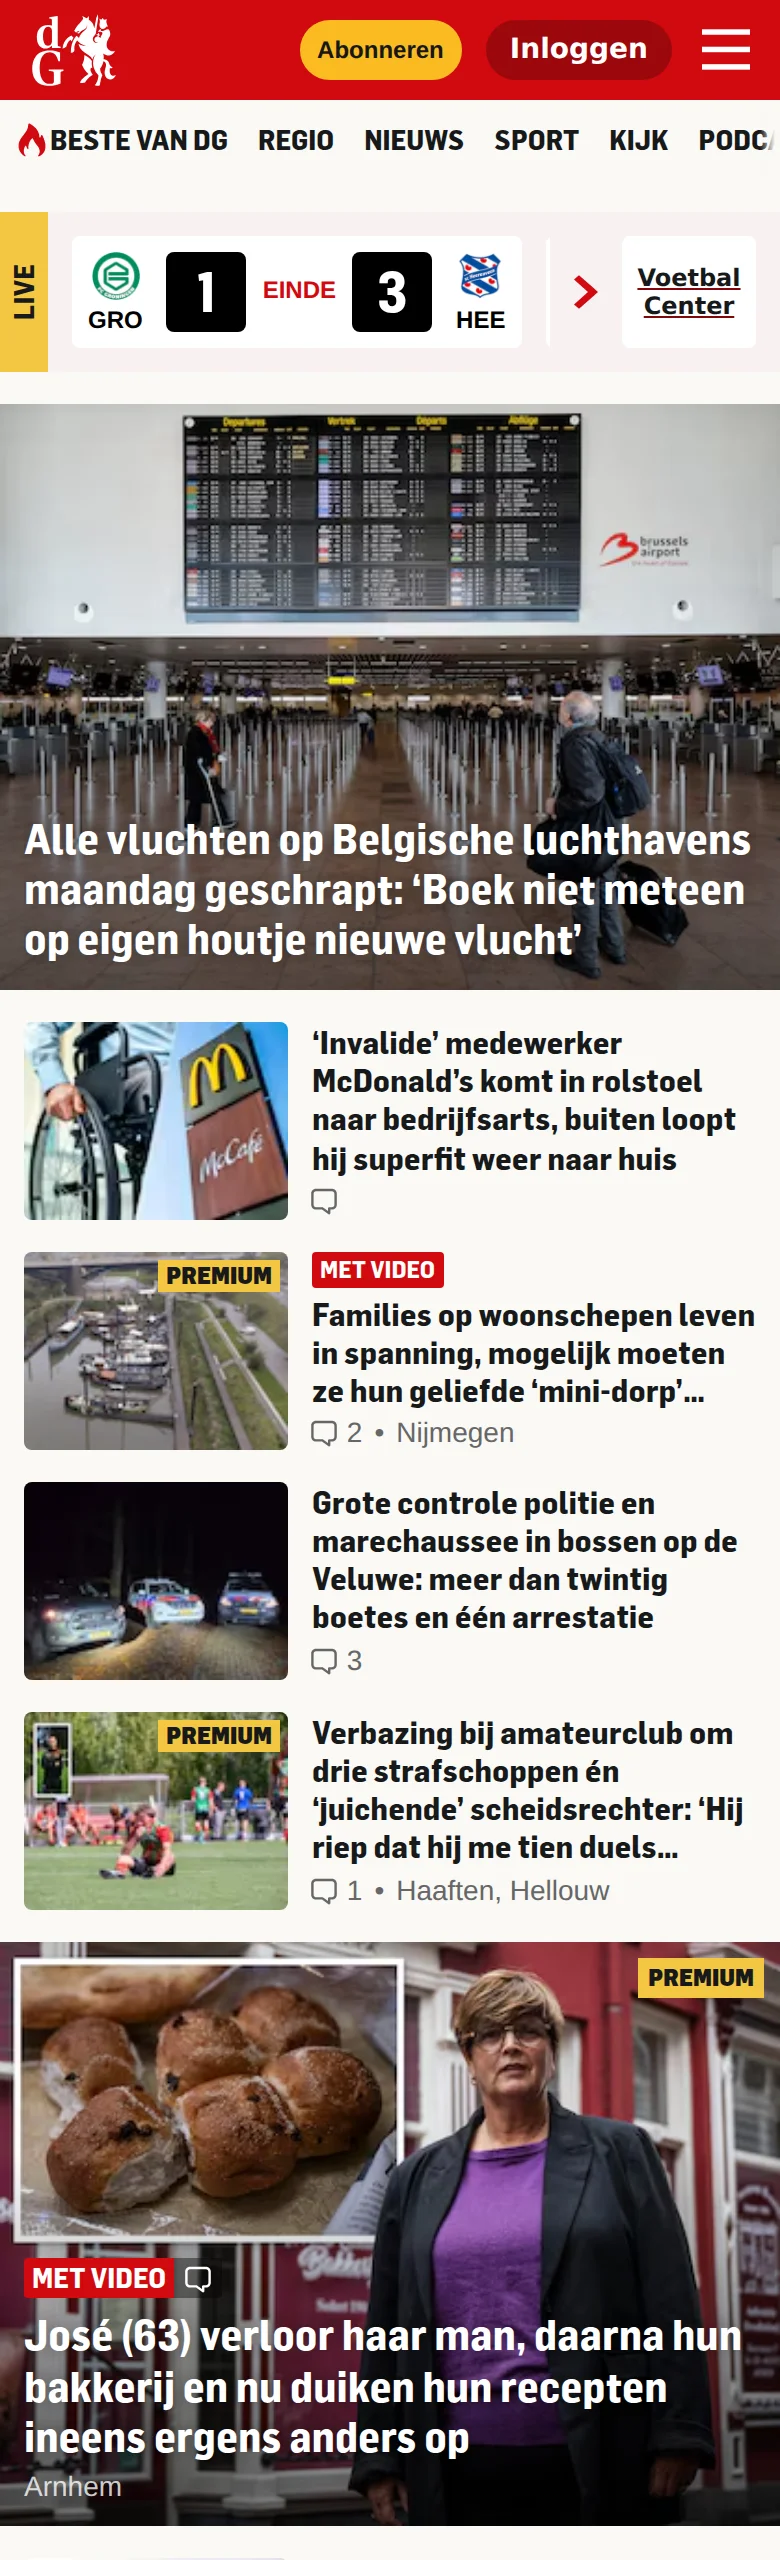 dG
Abonneren
Inloggen
BESTE VAN DG
REGIO
NIEUWS
SPORT
KIJK
PODCA
LIVE
GRO
1
EINDE
3
HEE
Voetbal
Center
Departures
Vertrek
Départs
Abflüge
brussels
airport
Alle vluchten op Belgische luchthavens
maandag geschrapt: ‘Boek niet meteen
op eigen houtje nieuwe vlucht’
McCafé
‘Invalide’ medewerker
McDonald’s komt in rolstoel
naar bedrijfsarts, buiten loopt
hij superfit weer naar huis
PREMIUM
MET VIDEO
Families op woonschepen leven
in spanning, mogelijk moeten
ze hun geliefde ‘mini-dorp’...
2 • Nijmegen
Grote controle politie en
marechaussee in bossen op de
Veluwe: meer dan twintig
boetes en één arrestatie
3
PREMIUM
Verbazing bij amateurclub om
drie strafschoppen én
‘juichende’ scheidsrechter: ‘Hij
riep dat hij me tien duels...
1 • Haaften, Hellouw
PREMIUM
MET VIDEO
José (63) verloor haar man, daarna hun
bakkerij en nu duiken hun recepten
ineens ergens anders op
Arnhem